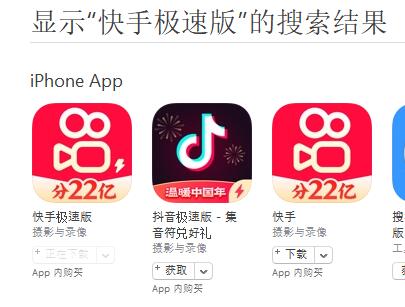 显示“快手极速版”的搜索结果
iPhone App
分22亿
温暖中国年
分22亿
快手极速版
摄影与录像
+ 正在下载
App 内购买
抖音极速版 - 集
音符兑好礼
摄影与录像
+ 获取
App 内购买
快手
摄影与录像
+ 下载
App 内购买
搜
版
工